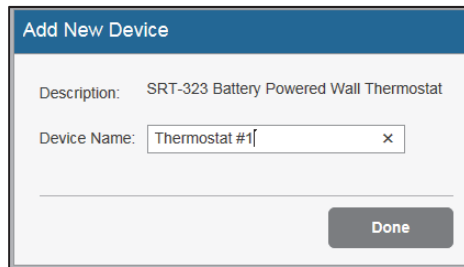 Add New Device
Description: SRT-323 Battery Powered Wall Thermostat
Device Name: Thermostat #1
Done